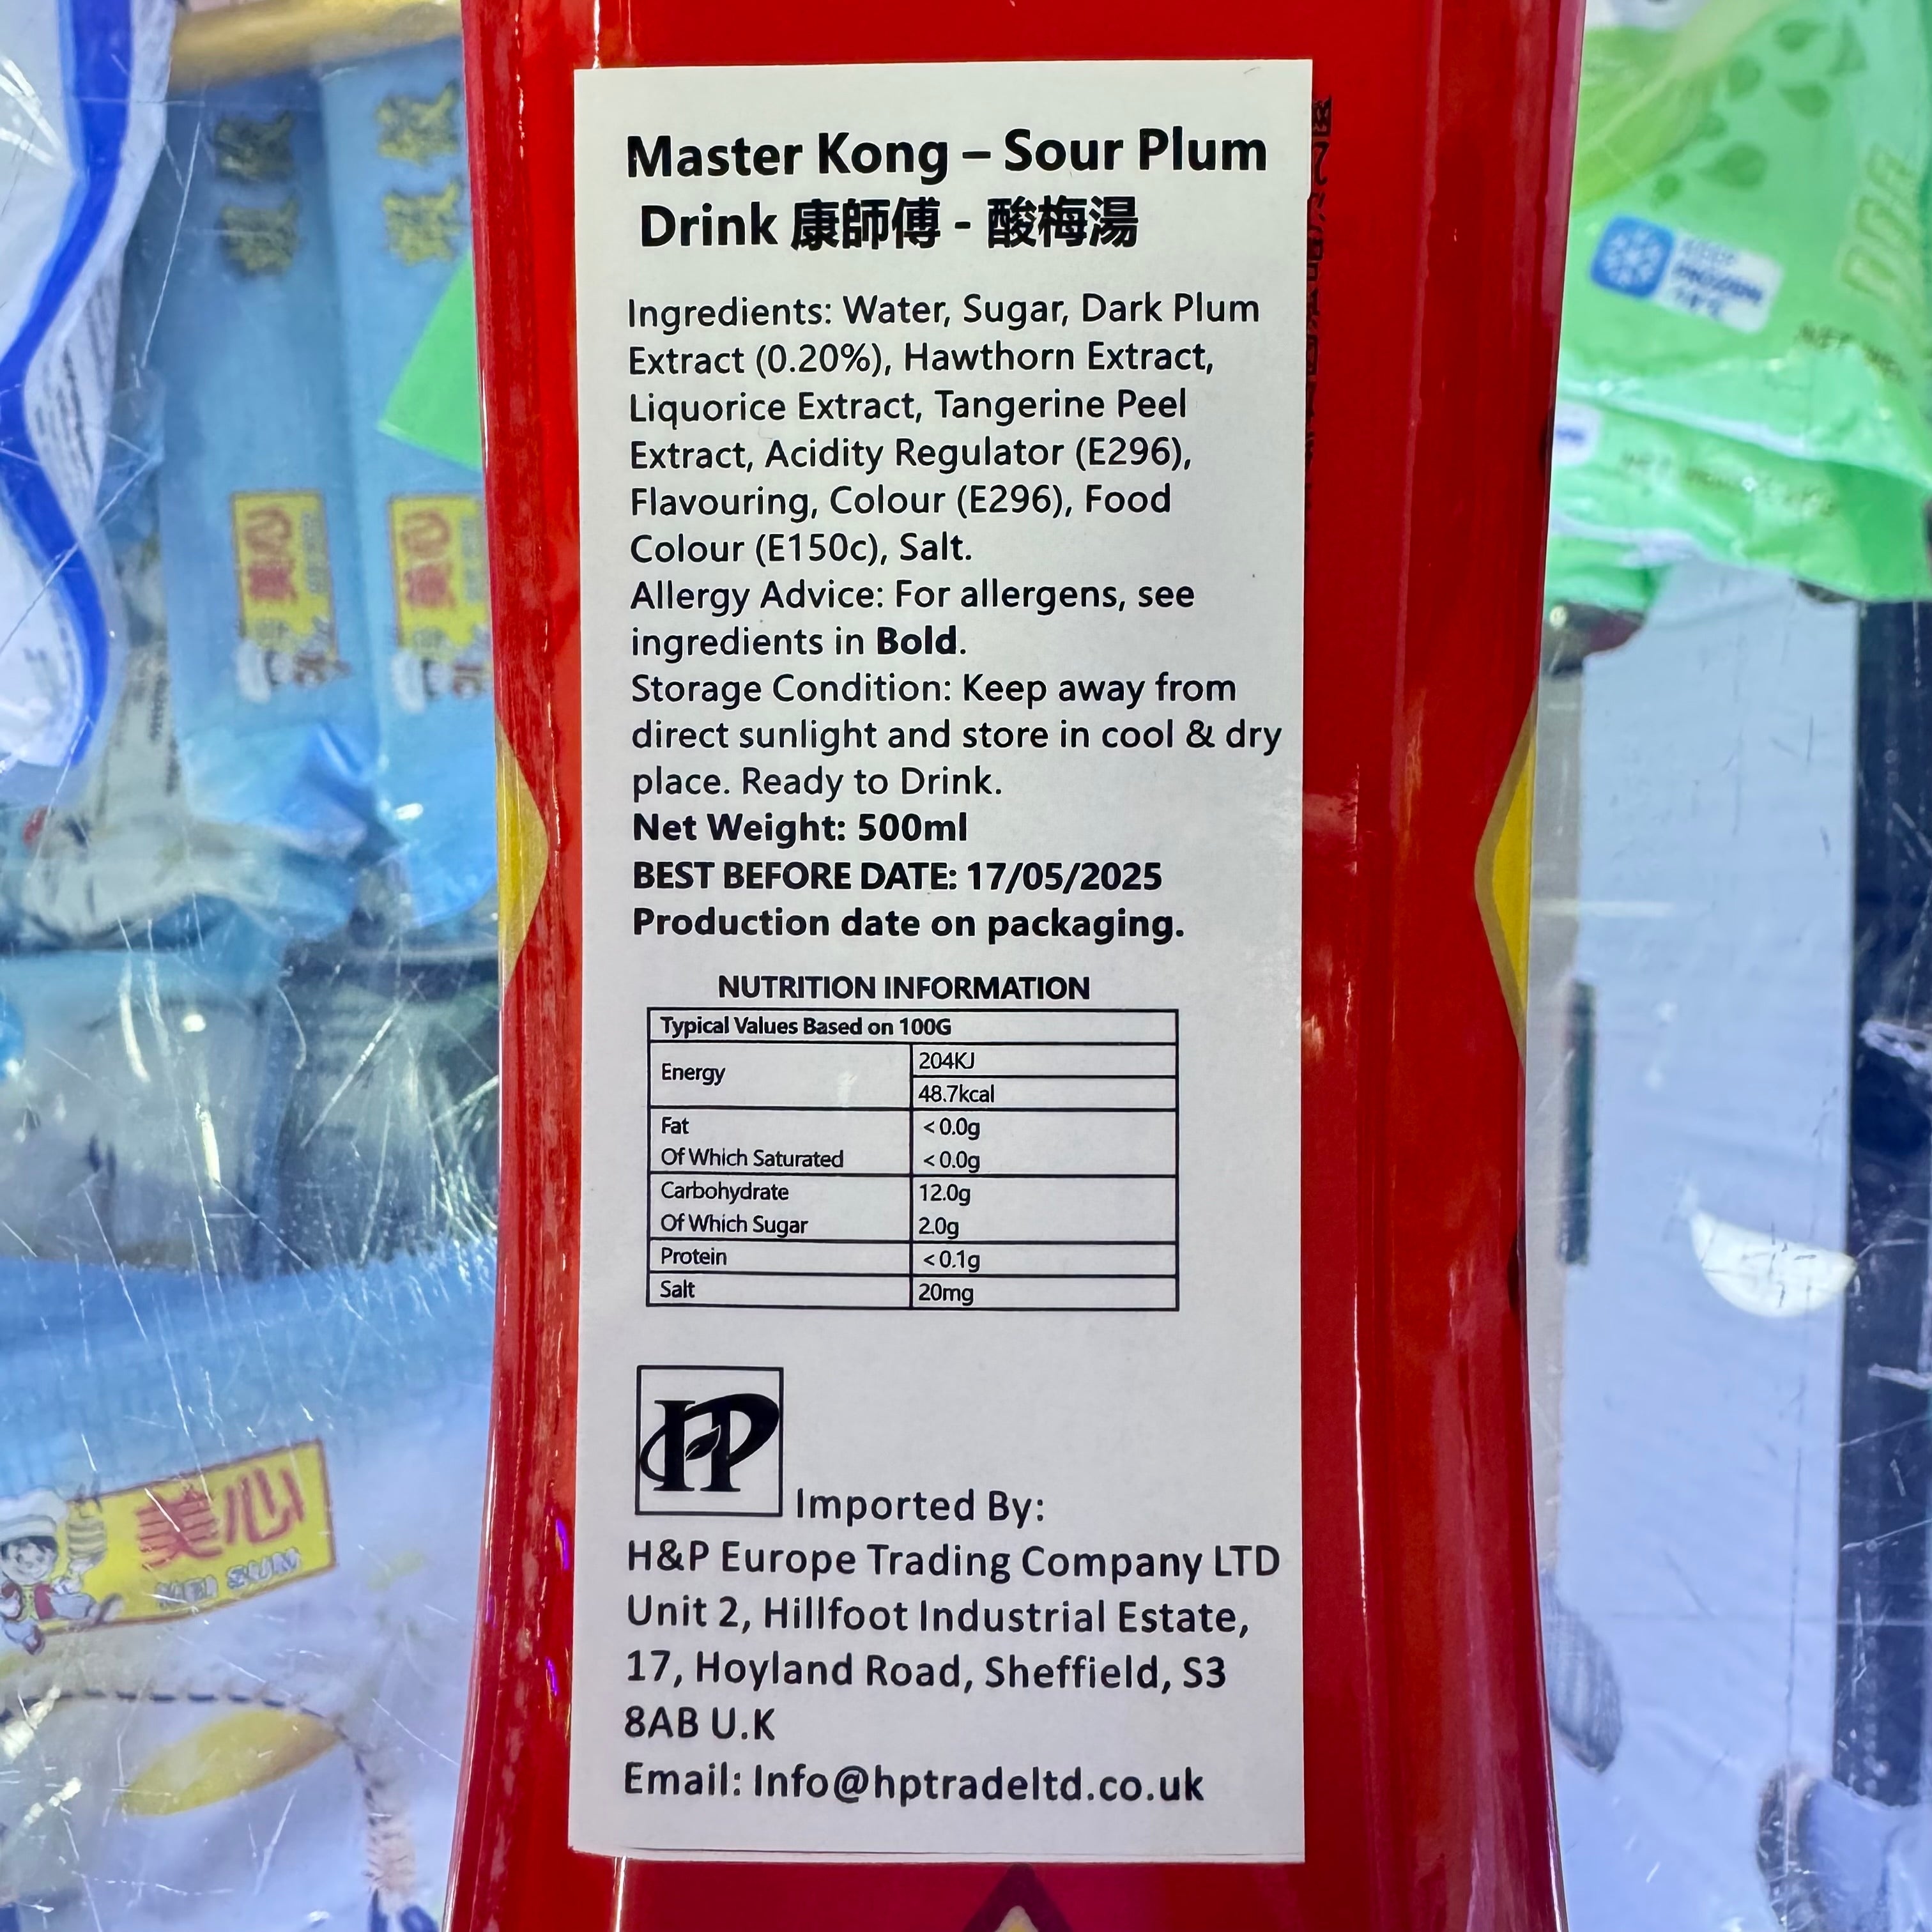 Master Kong – Sour Plum
Drink 康師傅 - 酸梅湯
Ingredients: Water, Sugar, Dark Plum
Extract (0.20%), Hawthorn Extract,
Liquorice Extract, Tangerine Peel
Extract, Acidity Regulator (E296),
Flavouring, Colour (E296), Food
Colour (E150c), Salt.
Allergy Advice: For allergens, see
ingredients in Bold.
Storage Condition: Keep away from
direct sunlight and store in cool & dry
place. Ready to Drink.
Net Weight: 500ml
BEST BEFORE DATE: 17/05/2025
Production date on packaging.
NUTRITION INFORMATION
Typical Values Based on 100G
Energy 204KJ
48.7kcal
Fat < 0.0g
Of Which Saturated < 0.0g
Carbohydrate 12.0g
Of Which Sugar 2.0g
Protein < 0.1g
Salt 20mg
HP
Imported By:
H&P Europe Trading Company LTD
Unit 2, Hillfoot Industrial Estate,
17, Hoyland Road, Sheffield, S3
8AB U.K
Email: Info@hptradeltd.co.uk
美心
MEI SUM